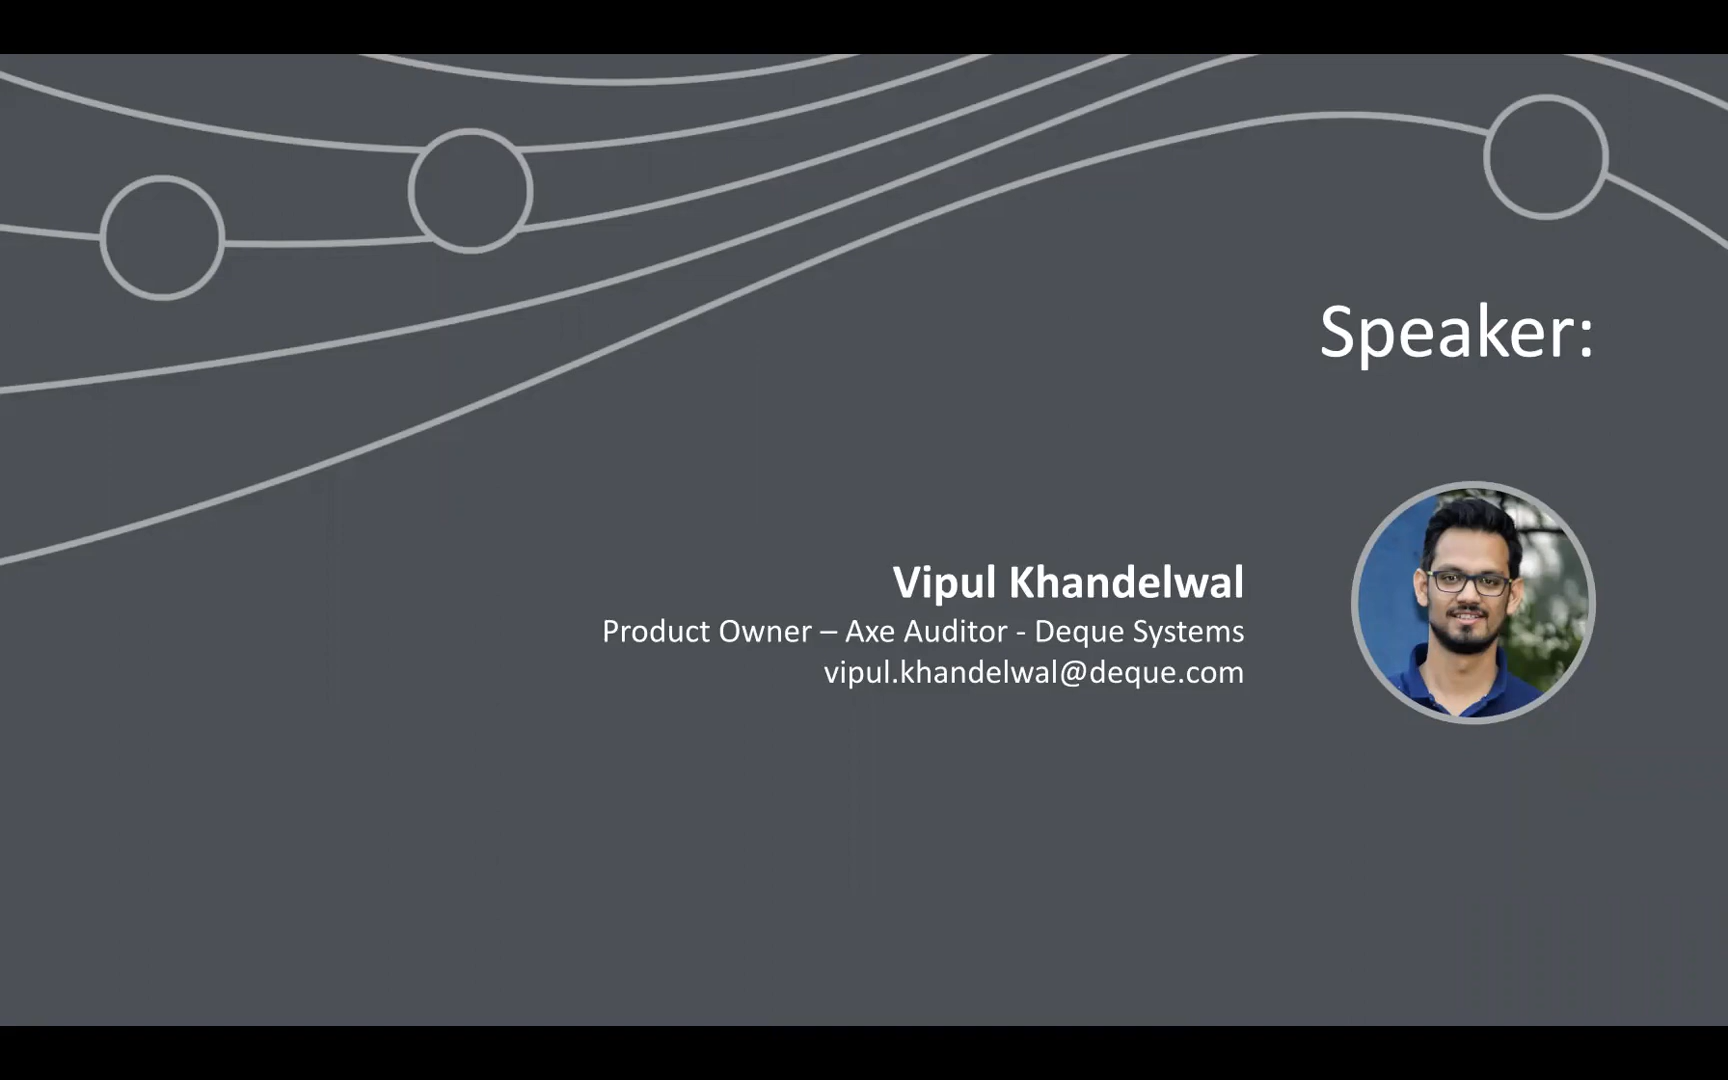 Speaker:
Vipul Khandelwal
Product Owner – Axe Auditor - Deque Systems
vipul.khandelwal@deque.com